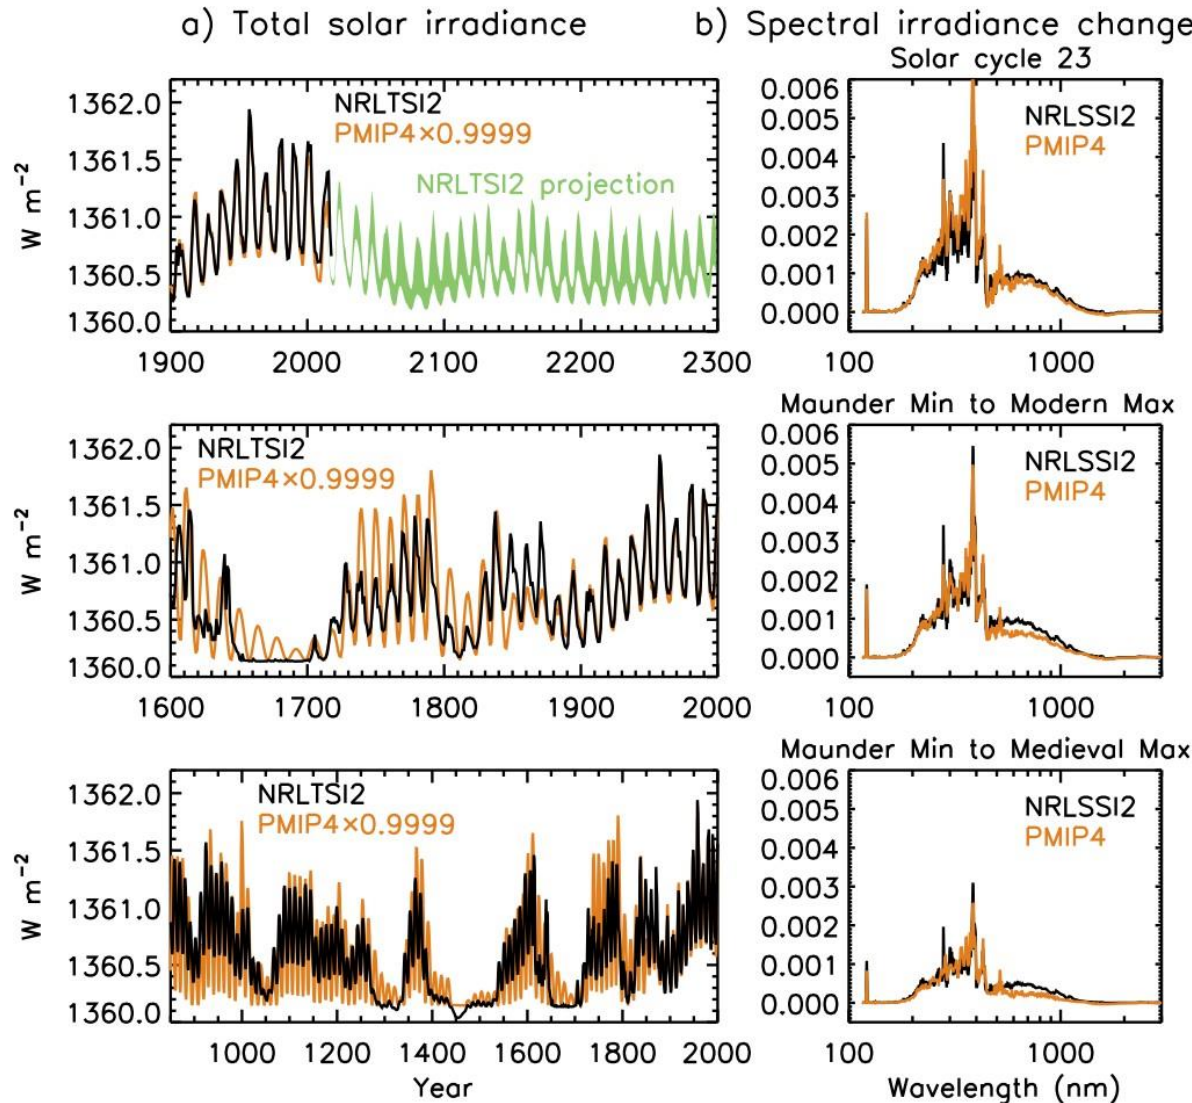 a) Total solar irradiance
b) Spectral irradiance change
Solar cycle 23
1362.0
1361.5
1361.0
1360.5
1360.0
W m-2
NRLTSI2
PMIP4×0.9999
NRLTSI2 projection
1900 2000 2100 2200 2300
0.006
0.005
0.004
0.003
0.002
0.001
0.000
NRLSSI2
PMIP4
100 1000
1362.0
1361.5
1361.0
1360.5
1360.0
W m-2
NRLTSI2
PMIP4×0.9999
1600 1700 1800 1900 2000
Maunder Min to Modern Max
0.006
0.005
0.004
0.003
0.002
0.001
0.000
NRLSSI2
PMIP4
100 1000
1362.0
1361.5
1361.0
1360.5
1360.0
W m-2
NRLTSI2
PMIP4×0.9999
1000 1200 1400 1600 1800 2000
Year
Maunder Min to Medieval Max
0.006
0.005
0.004
0.003
0.002
0.001
0.000
NRLSSI2
PMIP4
100 1000
Wavelength (nm)